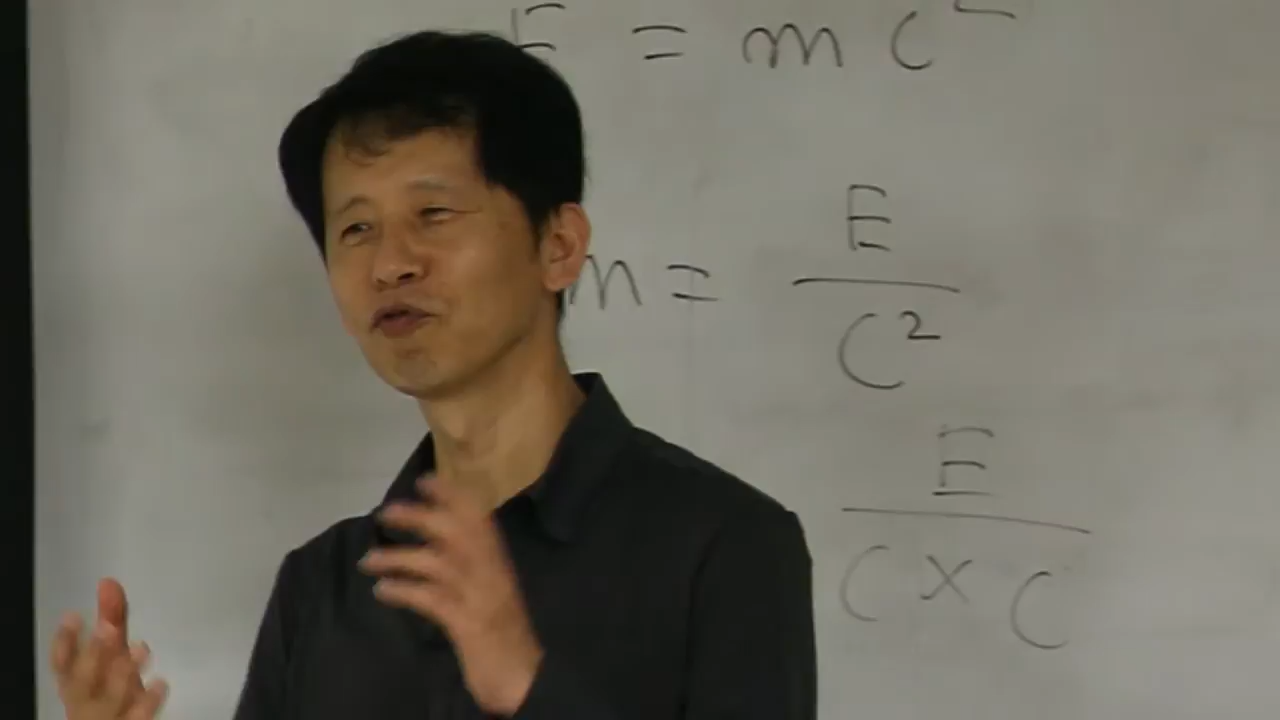 E = mc²
m = E / C²
E / C × C